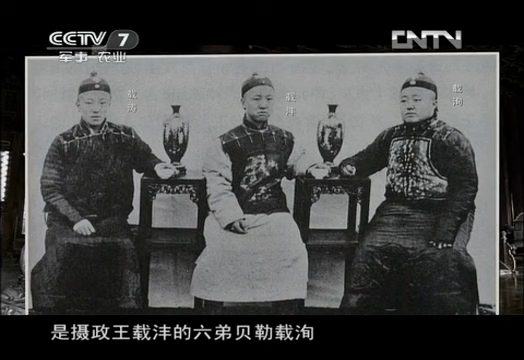 CCTV 7
军事·农业
CNTV
载涛
载沣
载洵
是摄政王载沣的六弟贝勒载洵